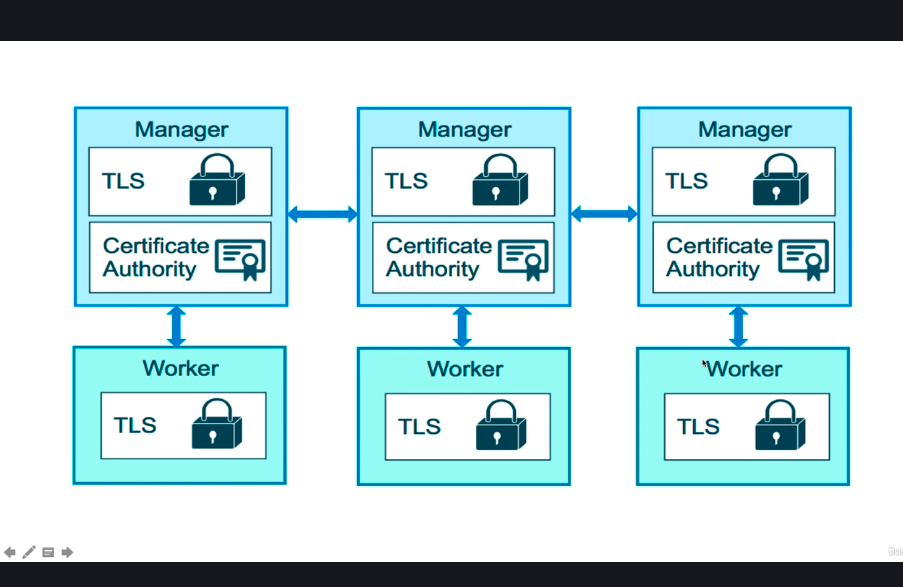 Manager
TLS
Certificate
Authority
Manager
TLS
Certificate
Authority
Manager
TLS
Certificate
Authority
Worker
TLS
Worker
TLS
Worker
TLS